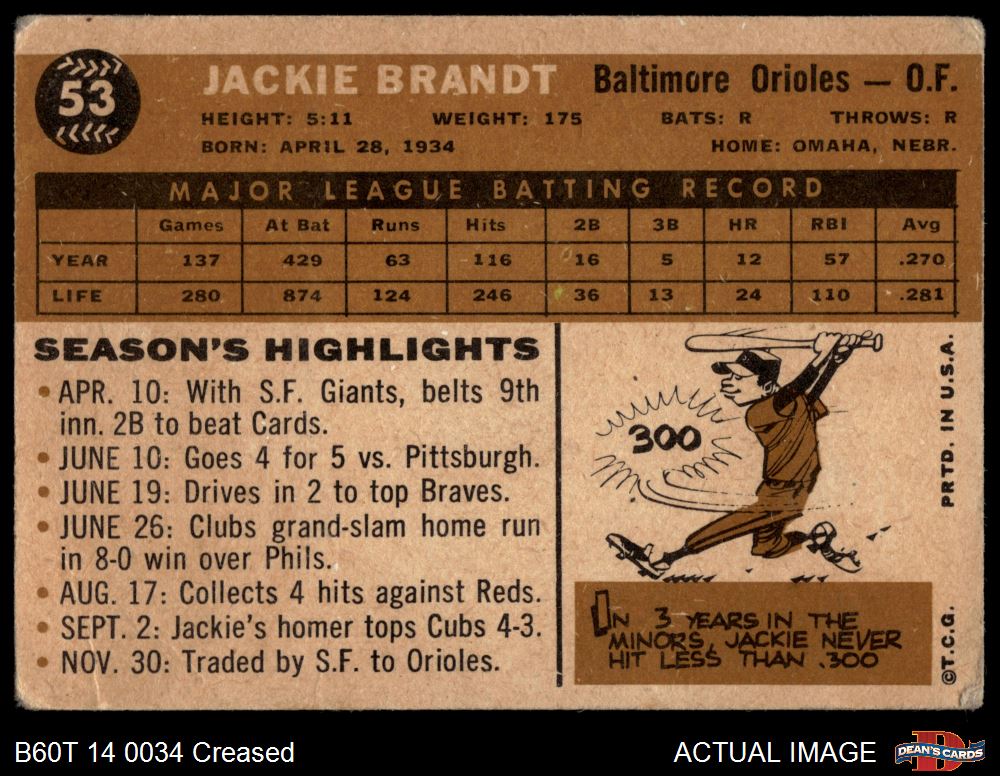 53
JACKIE BRANDT Baltimore Orioles — O.F.
HEIGHT: 5:11 WEIGHT: 175 BATS: R THROWS: R
BORN: APRIL 28, 1934 HOME: OMAHA, NEBR.
MAJOR LEAGUE BATTING RECORD
Games At Bat Runs Hits 2B 3B HR RBI Avg
YEAR 137 429 63 116 16 5 12 57 .270
LIFE 280 874 124 246 36 13 24 110 .281
SEASON'S HIGHLIGHTS
• APR. 10: With S.F. Giants, belts 9th
inn. 2B to beat Cards.
• JUNE 10: Goes 4 for 5 vs. Pittsburgh.
• JUNE 19: Drives in 2 to top Braves.
• JUNE 26: Clubs grand-slam home run
in 8-0 win over Phils.
• AUG. 17: Collects 4 hits against Reds.
• SEPT. 2: Jackie's homer tops Cubs 4-3.
• NOV. 30: Traded by S.F. to Orioles.
300
IN 3 YEARS IN THE
MINORS, JACKIE NEVER
HIT LESS THAN .300
PRTD. IN U.S.A.
©T.C.G.
B60T 14 0034 Creased
ACTUAL IMAGE
D
DEAN'S CARDS